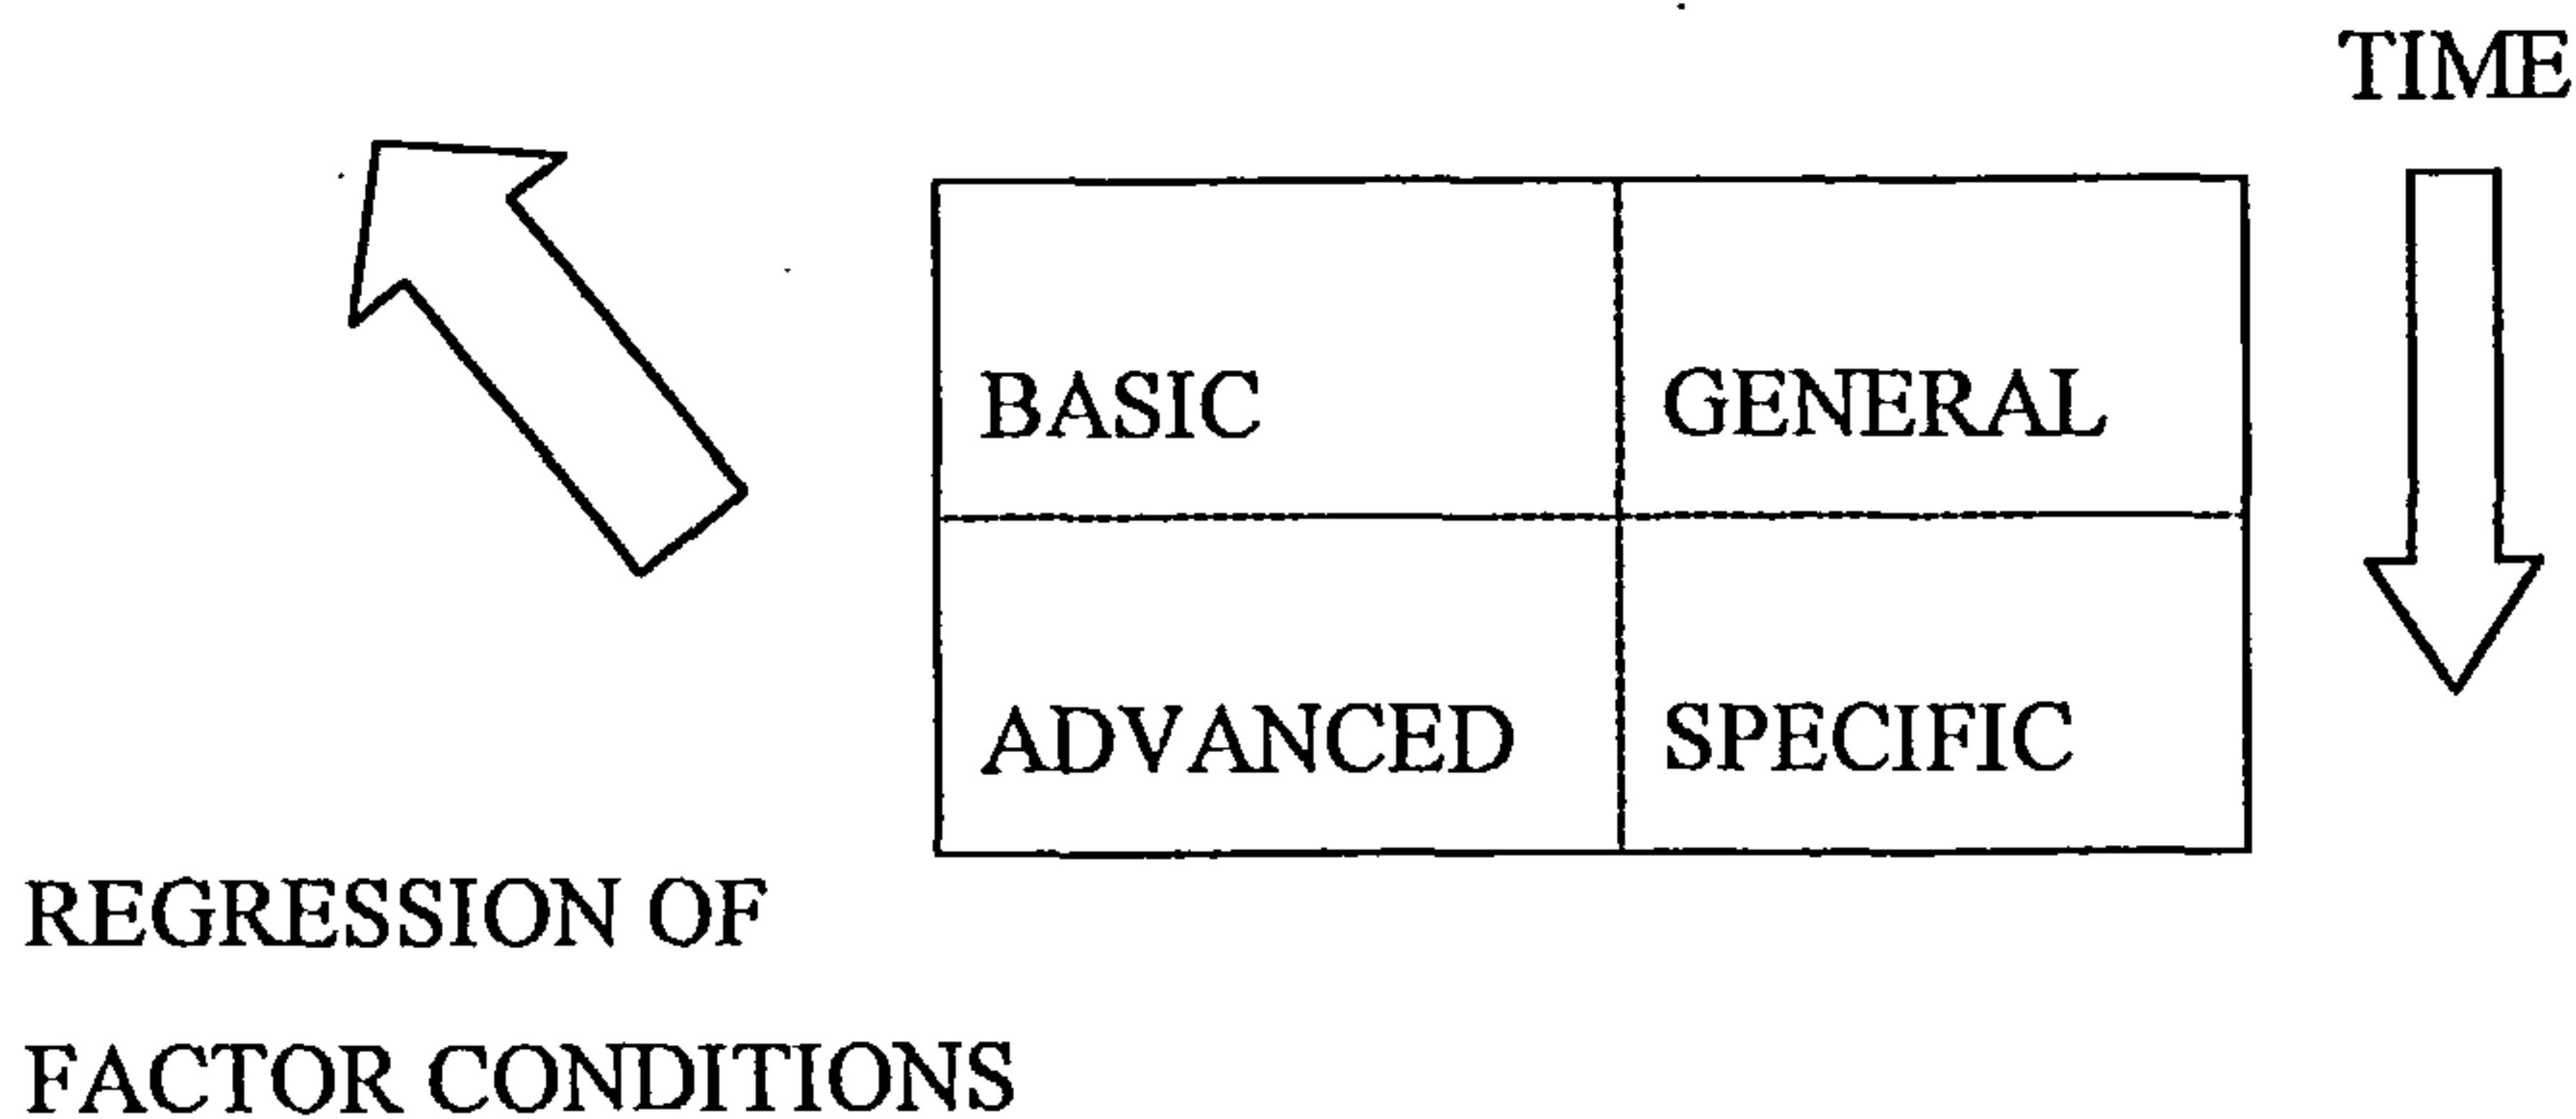 TIME
BASIC GENERAL
ADVANCED SPECIFIC
REGRESSION OF
FACTOR CONDITIONS